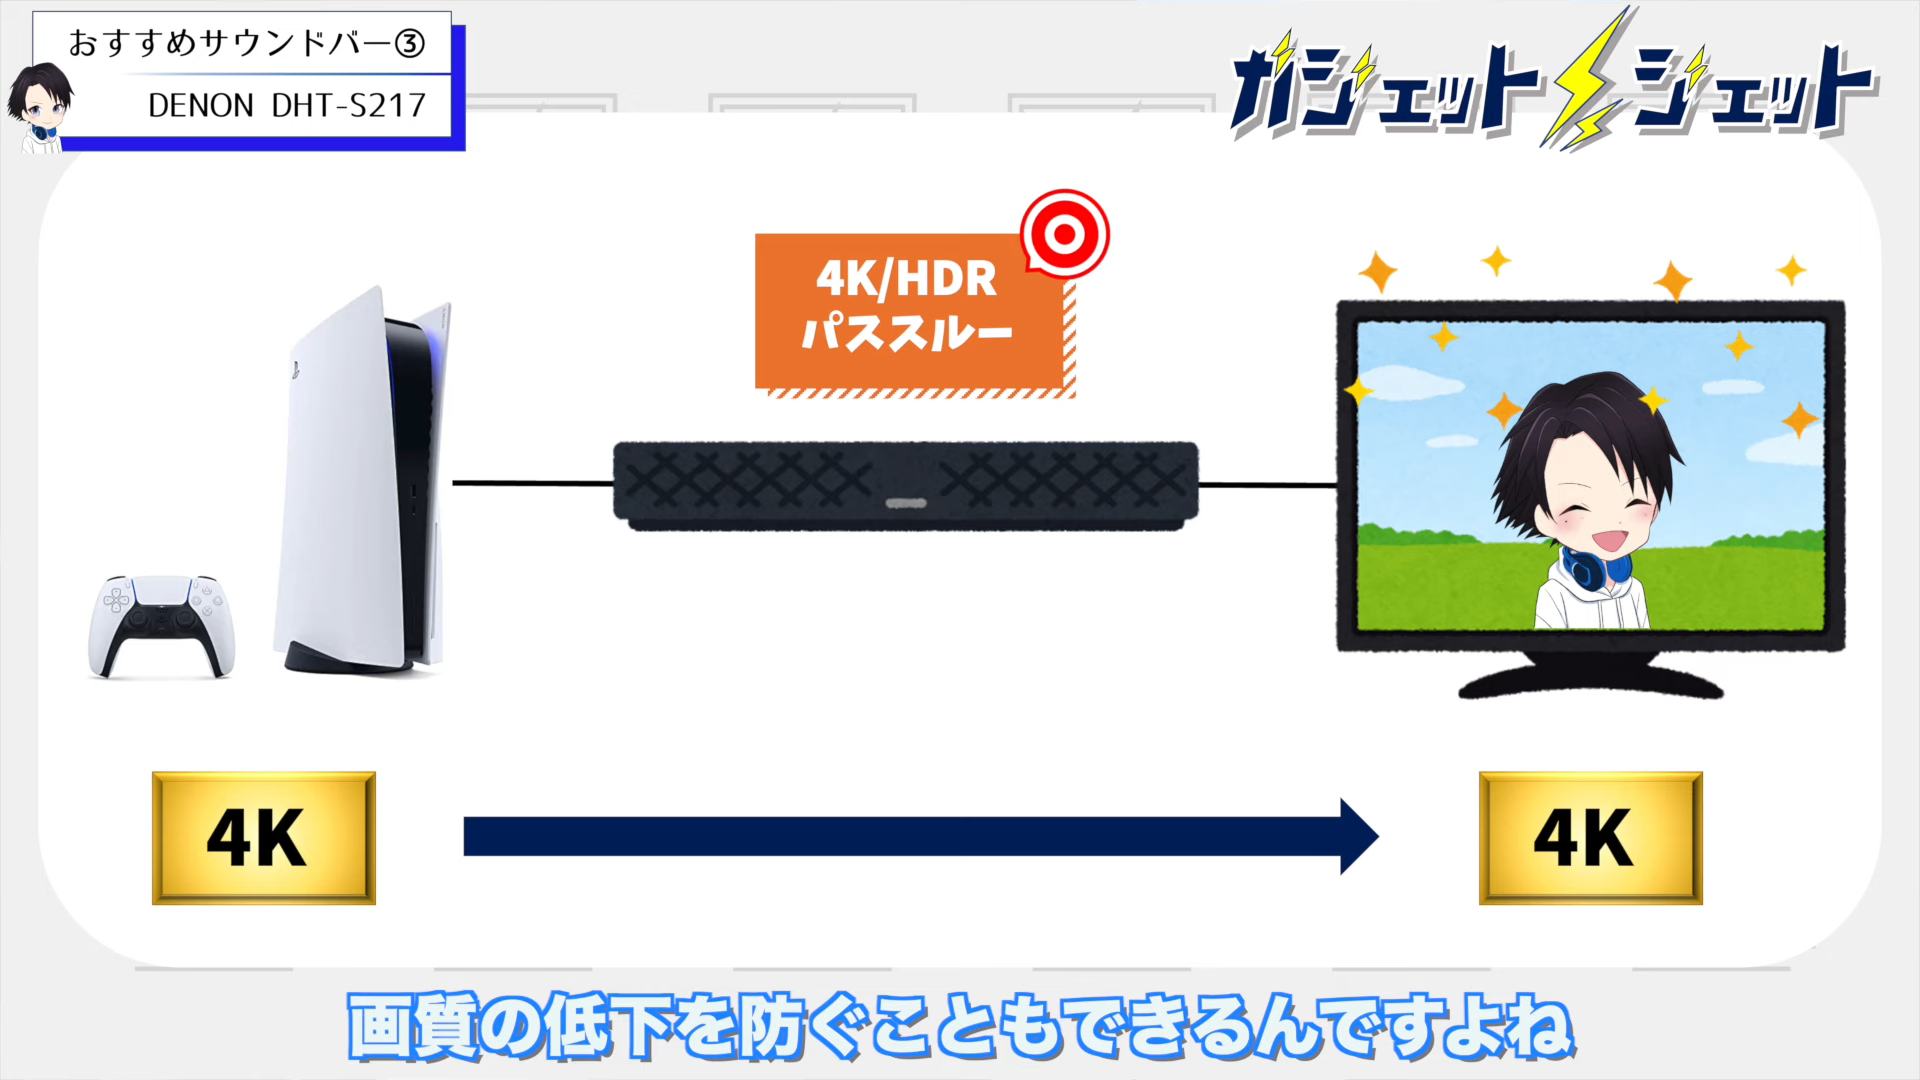 おすすめサウンドバー③
DENON DHT-S217
ガジェットジェット
4K/HDR
パススルー
4K
4K
画質の低下を防ぐこともできるんですよね